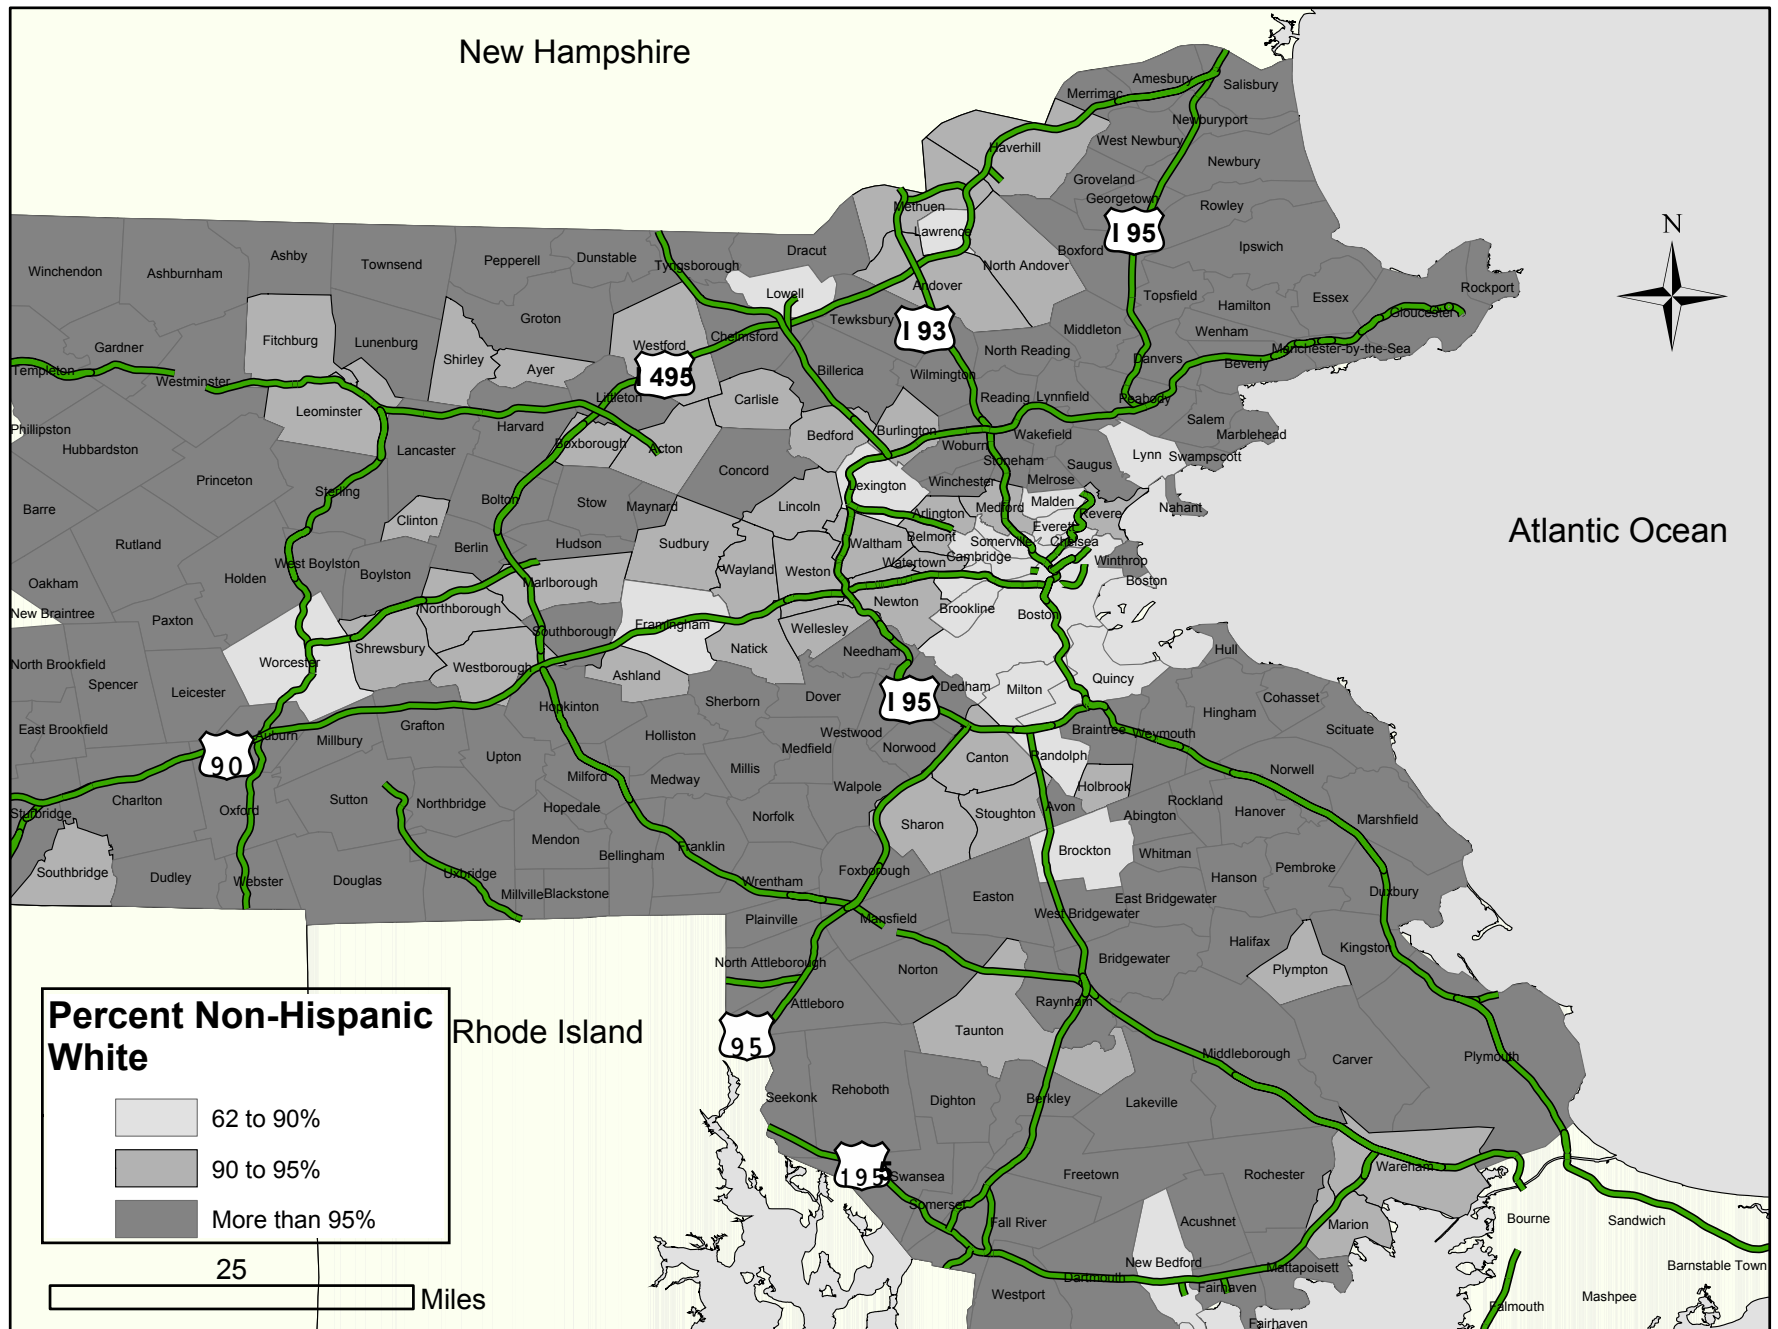 New Hampshire
Amesbury
Salisbury
Merrimac
Newburyport
West Newbury
Haverhill
Newbury
Groveland
Georgetown
Rowley
Methuen
Lawrence
I 95
N
Boxford
Ipswich
Winchendon
Ashburnham
Ashby
Townsend
Pepperell
Dunstable
Tyngsborough
Dracut
North Andover
Lowell
Andover
Topsfield
Hamilton
Essex
Rockport
Gloucester
Groton
Tewksbury
I 93
Middleton
Wenham
Chelmsford
Fitchburg
Lunenburg
Shirley
Westford
Gardner
Ayer
North Reading
Danvers
Manchester-by-the-Sea
Beverly
Templeton
Westminster
I 495
Billerica
Wilmington
Littleton
Carlisle
Reading
Lynnfield
Peabody
Leominster
Harvard
Salem
Phillipston
Hubbardston
Lancaster
Boxborough
Acton
Bedford
Burlington
Woburn
Wakefield
Marblehead
Princeton
Concord
Stoneham
Saugus
Lynn
Swampscott
Sterling
Bolton
Stow
Maynard
Lexington
Winchester
Melrose
Barre
Clinton
Lincoln
Arlington
Medford
Malden
Revere
Nahant
Everett
Atlantic Ocean
Rutland
Berlin
Hudson
Sudbury
Waltham
Belmont
Somerville
Chelsea
Cambridge
Winthrop
Oakham
Holden
West Boylston
Boylston
Marlborough
Wayland
Weston
Watertown
Boston
New Braintree
Paxton
Northborough
Newton
Brookline
Boston
Southborough
Framingham
Wellesley
North Brookfield
Worcester
Shrewsbury
Westborough
Natick
Needham
Hull
Spencer
Leicester
Ashland
Dedham
Milton
Quincy
I 95
Sherborn
Dover
Cohasset
East Brookfield
Auburn
Millbury
Grafton
Hopkinton
Holliston
Westwood
Medfield
Norwood
Hingham
Scituate
Braintree
Weymouth
90
Upton
Milford
Medway
Millis
Walpole
Canton
Randolph
Norwell
Holbrook
Charlton
Sutton
Northbridge
Hopedale
Rockland
Hanover
Sturbridge
Oxford
Norfolk
Sharon
Stoughton
Avon
Abington
Marshfield
Mendon
Bellingham
Franklin
Brockton
Whitman
Southbridge
Dudley
Webster
Douglas
Uxbridge
Millville
Blackstone
Wrentham
Foxborough
Pembroke
Hanson
Duxbury
Easton
East Bridgewater
West Bridgewater
Plainville
Mansfield
Halifax
Kingston
North Attleborough
Norton
Bridgewater
Plympton
Attleboro
Raynham
Percent Non-Hispanic
White
Rhode Island
95
Taunton
Middleborough
Carver
Plymouth
Seekonk
Rehoboth
Dighton
Berkley
Lakeville
62 to 90%
90 to 95%
More than 95%
195
Swansea
Freetown
Rochester
Wareham
Somerset
Fall River
Acushnet
Marion
Bourne
Sandwich
25
Miles
New Bedford
Mattapoisett
Barnstable Town
Dartmouth
Fairhaven
Westport
Mashpee
Falmouth
Fairhaven